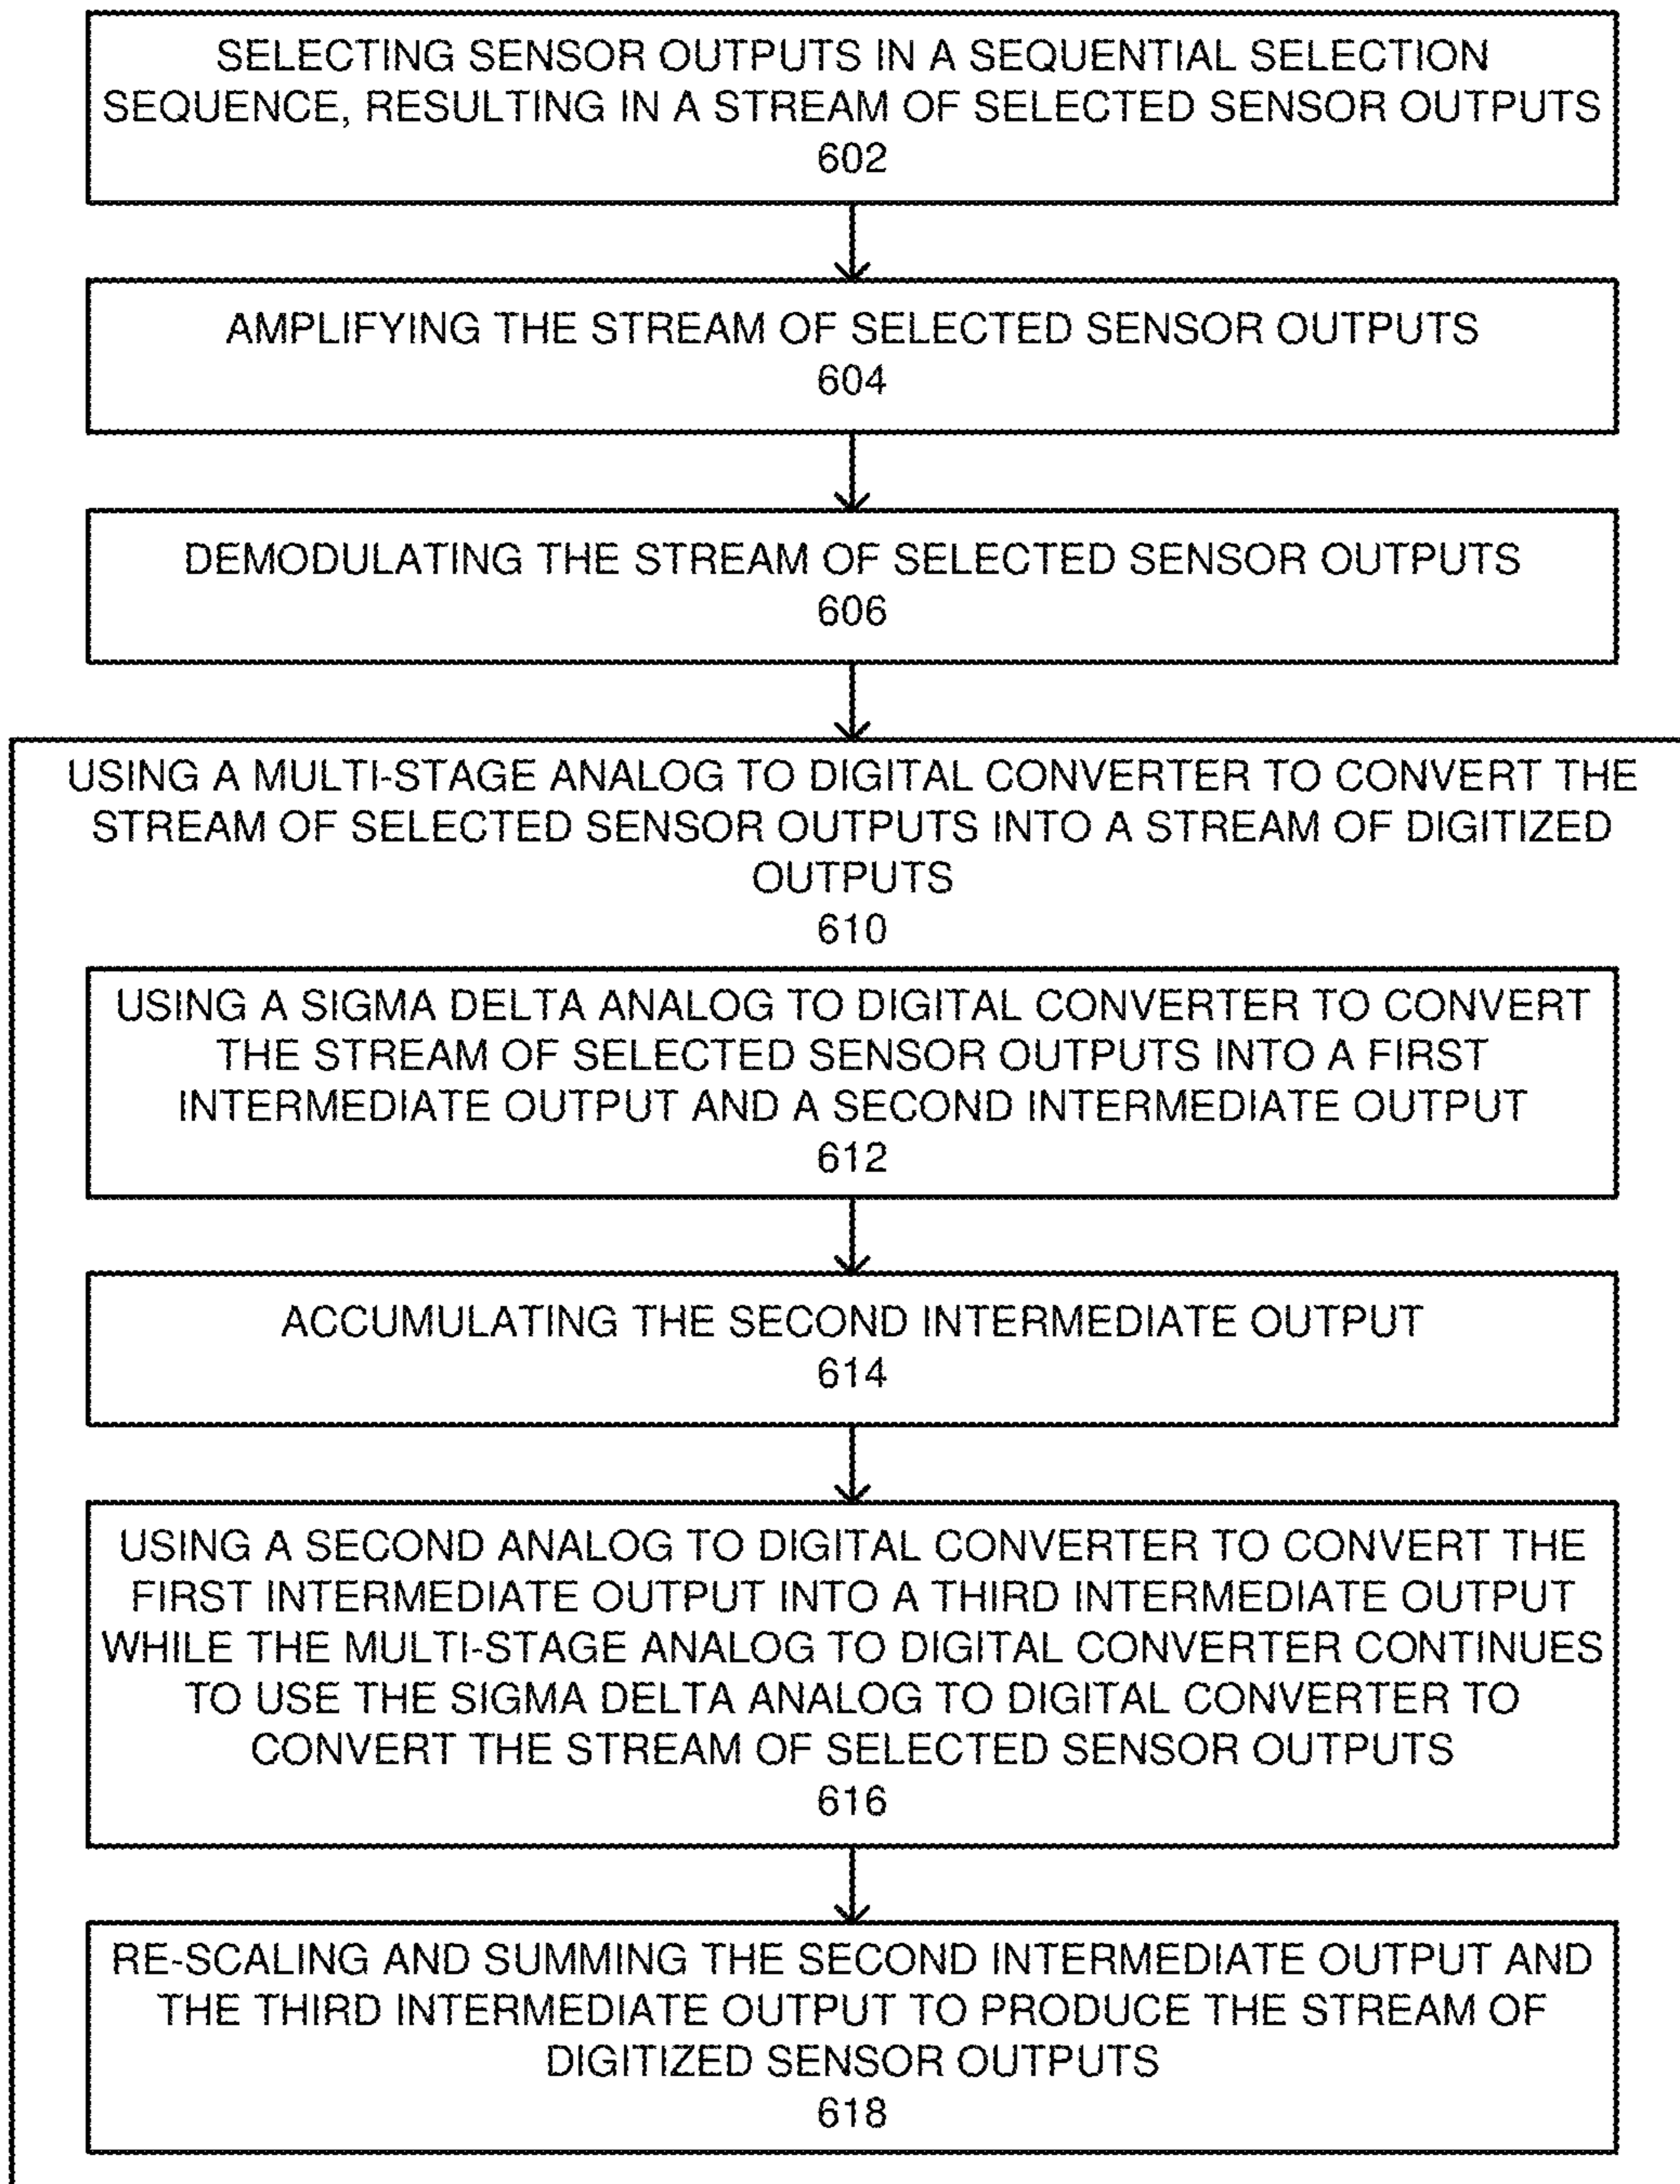 SELECTING SENSOR OUTPUTS IN A SEQUENTIAL SELECTION
SEQUENCE, RESULTING IN A STREAM OF SELECTED SENSOR OUTPUTS
602
AMPLIFYING THE STREAM OF SELECTED SENSOR OUTPUTS
604
DEMODULATING THE STREAM OF SELECTED SENSOR OUTPUTS
606
USING A MULTI-STAGE ANALOG TO DIGITAL CONVERTER TO CONVERT THE
STREAM OF SELECTED SENSOR OUTPUTS INTO A STREAM OF DIGITIZED
OUTPUTS
610
USING A SIGMA DELTA ANALOG TO DIGITAL CONVERTER TO CONVERT
THE STREAM OF SELECTED SENSOR OUTPUTS INTO A FIRST
INTERMEDIATE OUTPUT AND A SECOND INTERMEDIATE OUTPUT
612
ACCUMULATING THE SECOND INTERMEDIATE OUTPUT
614
USING A SECOND ANALOG TO DIGITAL CONVERTER TO CONVERT THE
FIRST INTERMEDIATE OUTPUT INTO A THIRD INTERMEDIATE OUTPUT
WHILE THE MULTI-STAGE ANALOG TO DIGITAL CONVERTER CONTINUES
TO USE THE SIGMA DELTA ANALOG TO DIGITAL CONVERTER TO
CONVERT THE STREAM OF SELECTED SENSOR OUTPUTS
616
RE-SCALING AND SUMMING THE SECOND INTERMEDIATE OUTPUT AND
THE THIRD INTERMEDIATE OUTPUT TO PRODUCE THE STREAM OF
DIGITIZED SENSOR OUTPUTS
618